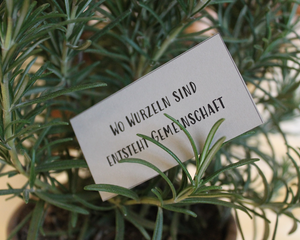 WO WURZELN SIND
ENTSTEHT GEMEINSCHAFT